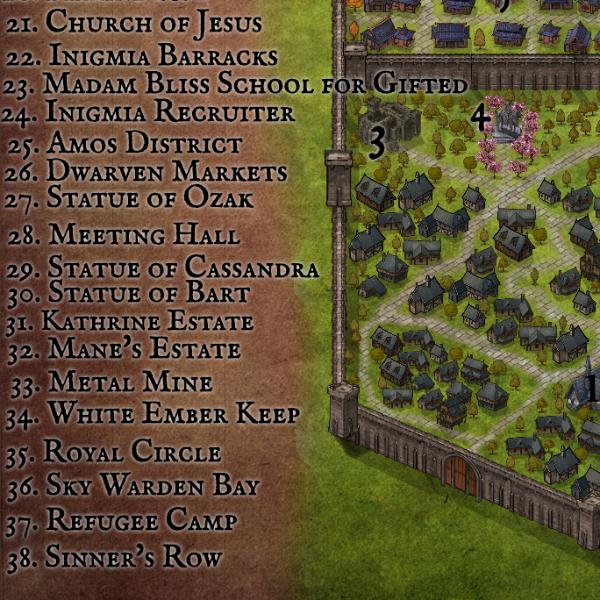 21. Church of Jesus
22. Inigmia Barracks
23. Madam Bliss School for Gifted
24. Inigmia Recruiter
25. Amos District
26. Dwarven Markets
27. Statue of Ozak
28. Meeting Hall
29. Statue of Cassandra
30. Statue of Bart
31. Kathrine Estate
32. Mane's Estate
33. Metal Mine
34. White Ember Keep
35. Royal Circle
36. Sky Warden Bay
37. Refugee Camp
38. Sinner's Row
4
3
1